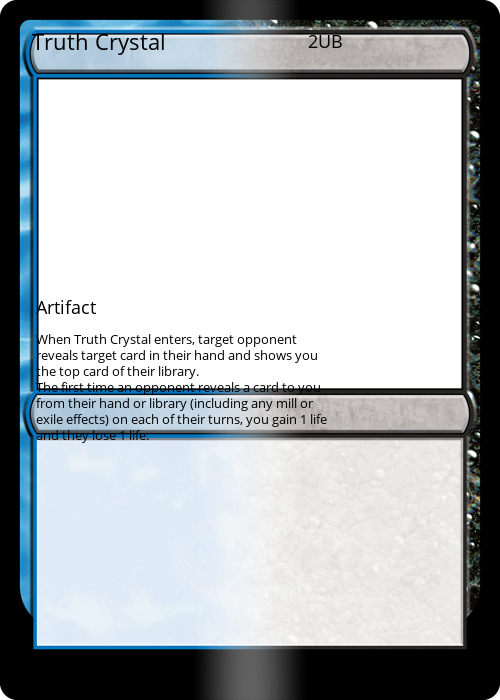 Truth Crystal
2UB
Artifact
When Truth Crystal enters, target opponent
reveals target card in their hand and shows you
the top card of their library.
The first time an opponent reveals a card to you
from their hand or library (including any mill or
exile effects) on each of their turns, you gain 1 life
and they lose 1 life.